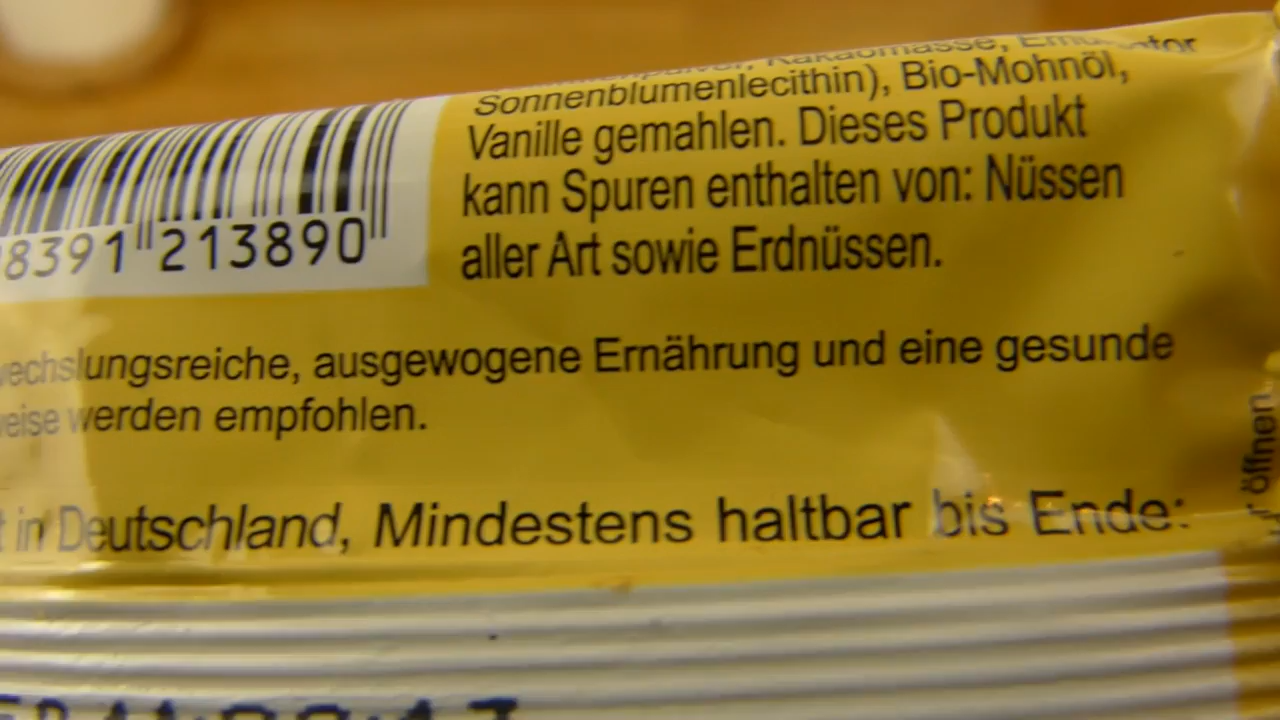 Kakaomasse,
Sonnenblumenlecithin), Bio-Mohnöl,
Vanille gemahlen. Dieses Produkt
kann Spuren enthalten von: Nüssen
aller Art sowie Erdnüssen.
8391 213890
wechslungsreiche, ausgewogene Ernährung und eine gesunde
weise werden empfohlen.
t in Deutschland, Mindestens haltbar bis Ende:
öffnen